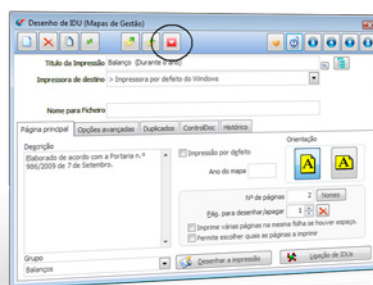 Desenho de IDU (Mapas de Gestão)
Título da Impressão Balanço (Durante o ano)
Impressora de destino > Impressora por defeito do Windows
Nome para Ficheiro
Página principal Opções avançadas Duplicados ControlDoc Histórico
Descrição
Elaborado de acordo com a Portaria n.º
986/2009 de 7 de Setembro.
Impressão por defeito
Ano do mapa
Orientação
A A
Nº de páginas 2 Nomes
Pág. para desenhar/apagar 1
Imprime várias páginas na mesma folha se houver espaço.
Permite escolher quais as páginas a imprimir
Grupo
Balanços
Desenhar a impressão
Ligação de IDUs